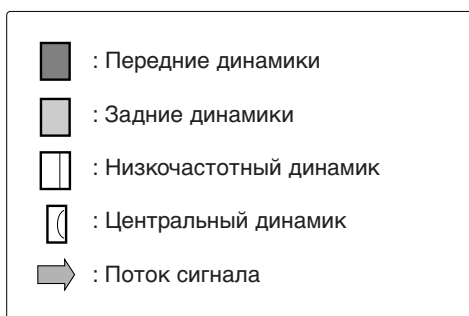 : Передние динамики
: Задние динамики
: Низкочастотный динамик
: Центральный динамик
: Поток сигнала